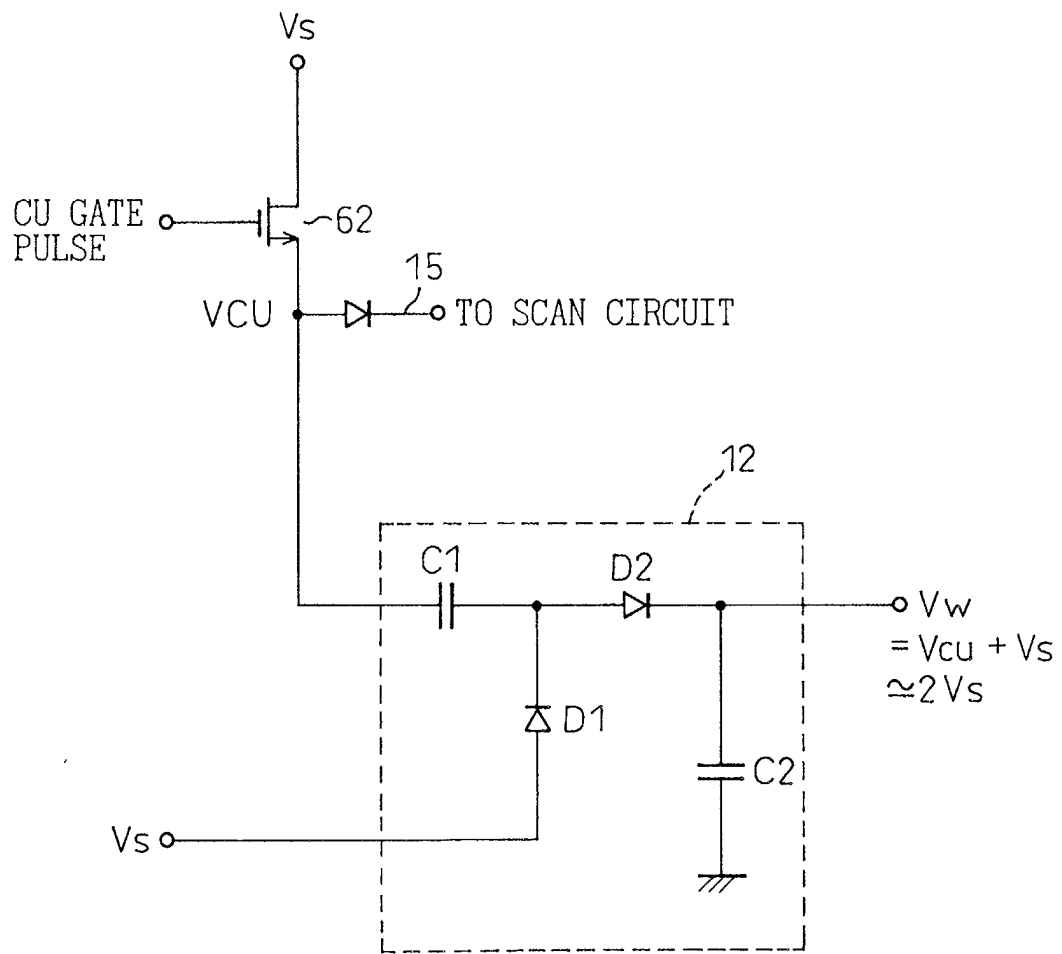 Vs
CU GATE
PULSE
62
15
VCU
TO SCAN CIRCUIT
12
C1
D2
Vw
= Vcu + Vs
≃2Vs
D1
C2
Vs